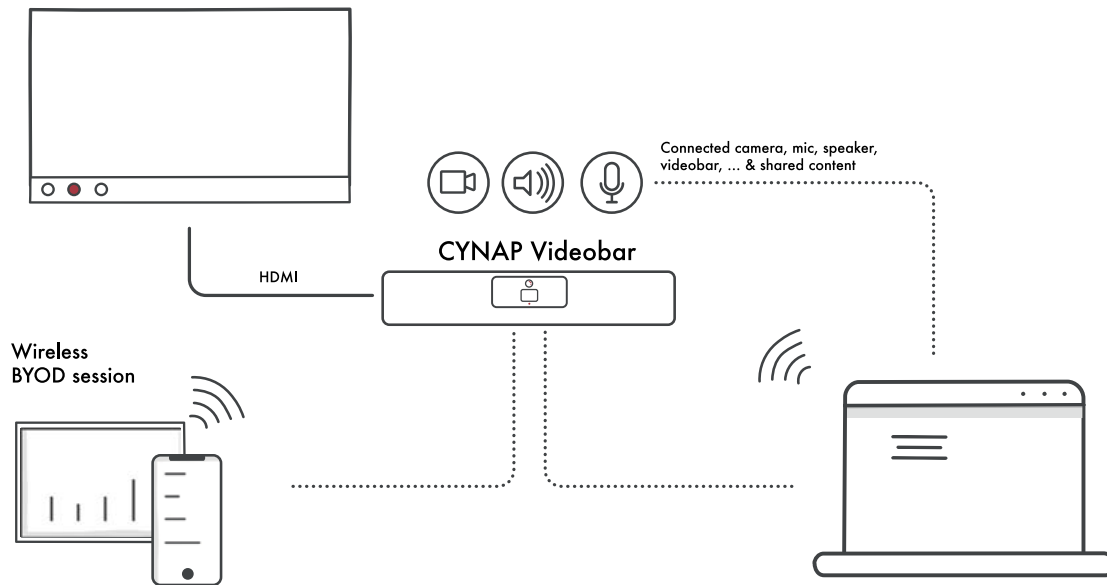 Connected camera, mic, speaker,
videobar, ... & shared content
CYNAP Videobar
HDMI
Wireless
BYOD session